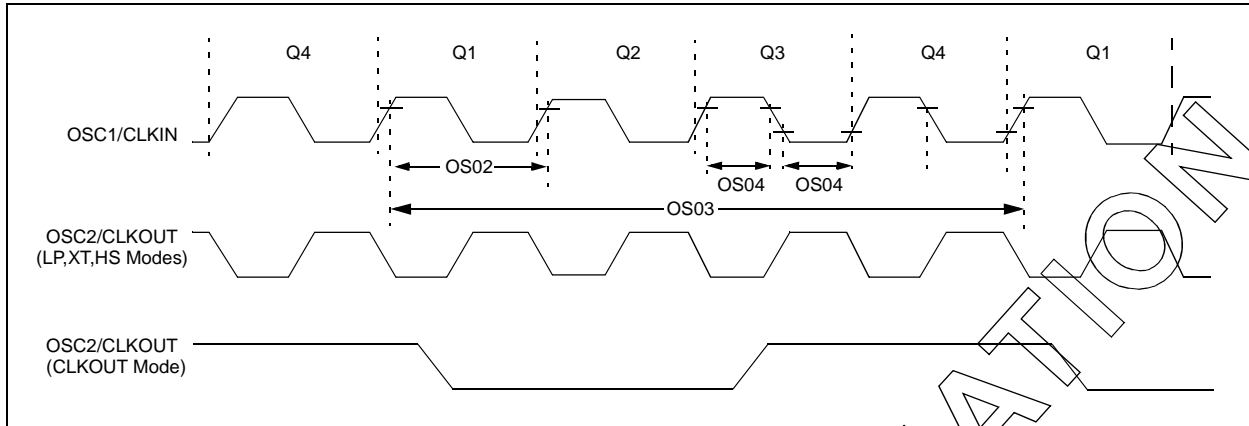 Q4 Q1 Q2 Q3 Q4 Q1
OSC1/CLKIN
OS02
OS04 OS04
OS03
OSC2/CLKOUT
(LP,XT,HS Modes)
OSC2/CLKOUT
(CLKOUT Mode)
ATION